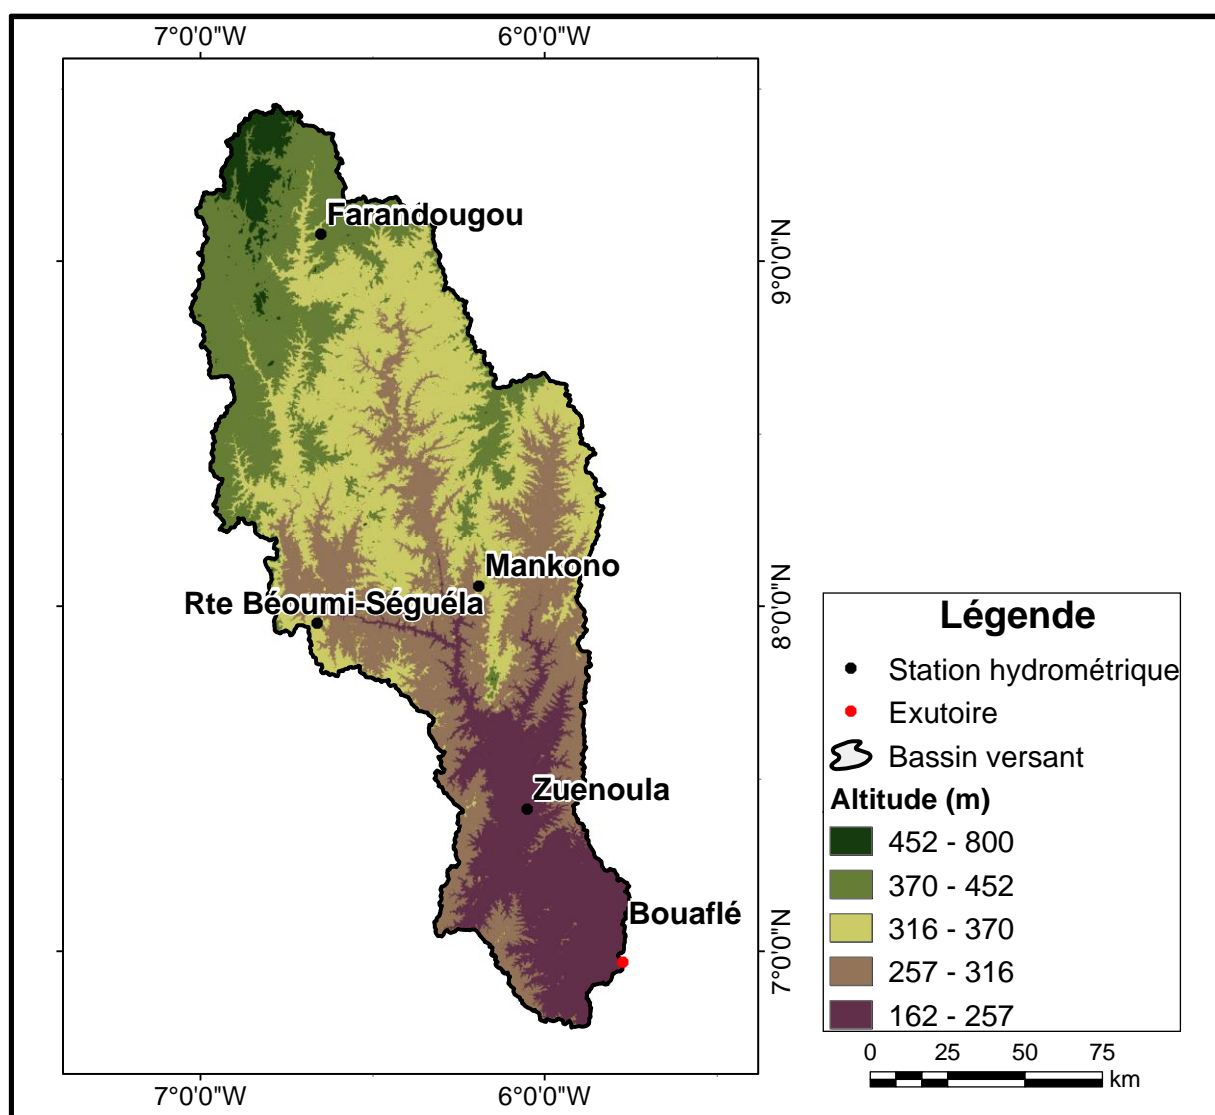 7°0'0"W
6°0'0"W
Farandougou
9°0'0"N
Mankono
Rte Béoumi-Séguéla
8°0'0"N
Zuenoula
Bouaflé
7°0'0"N
7°0'0"W
6°0'0"W
Légende
Station hydrométrique
Exutoire
Bassin versant
Altitude (m)
452 - 800
370 - 452
316 - 370
257 - 316
162 - 257
0 25 50 75
km